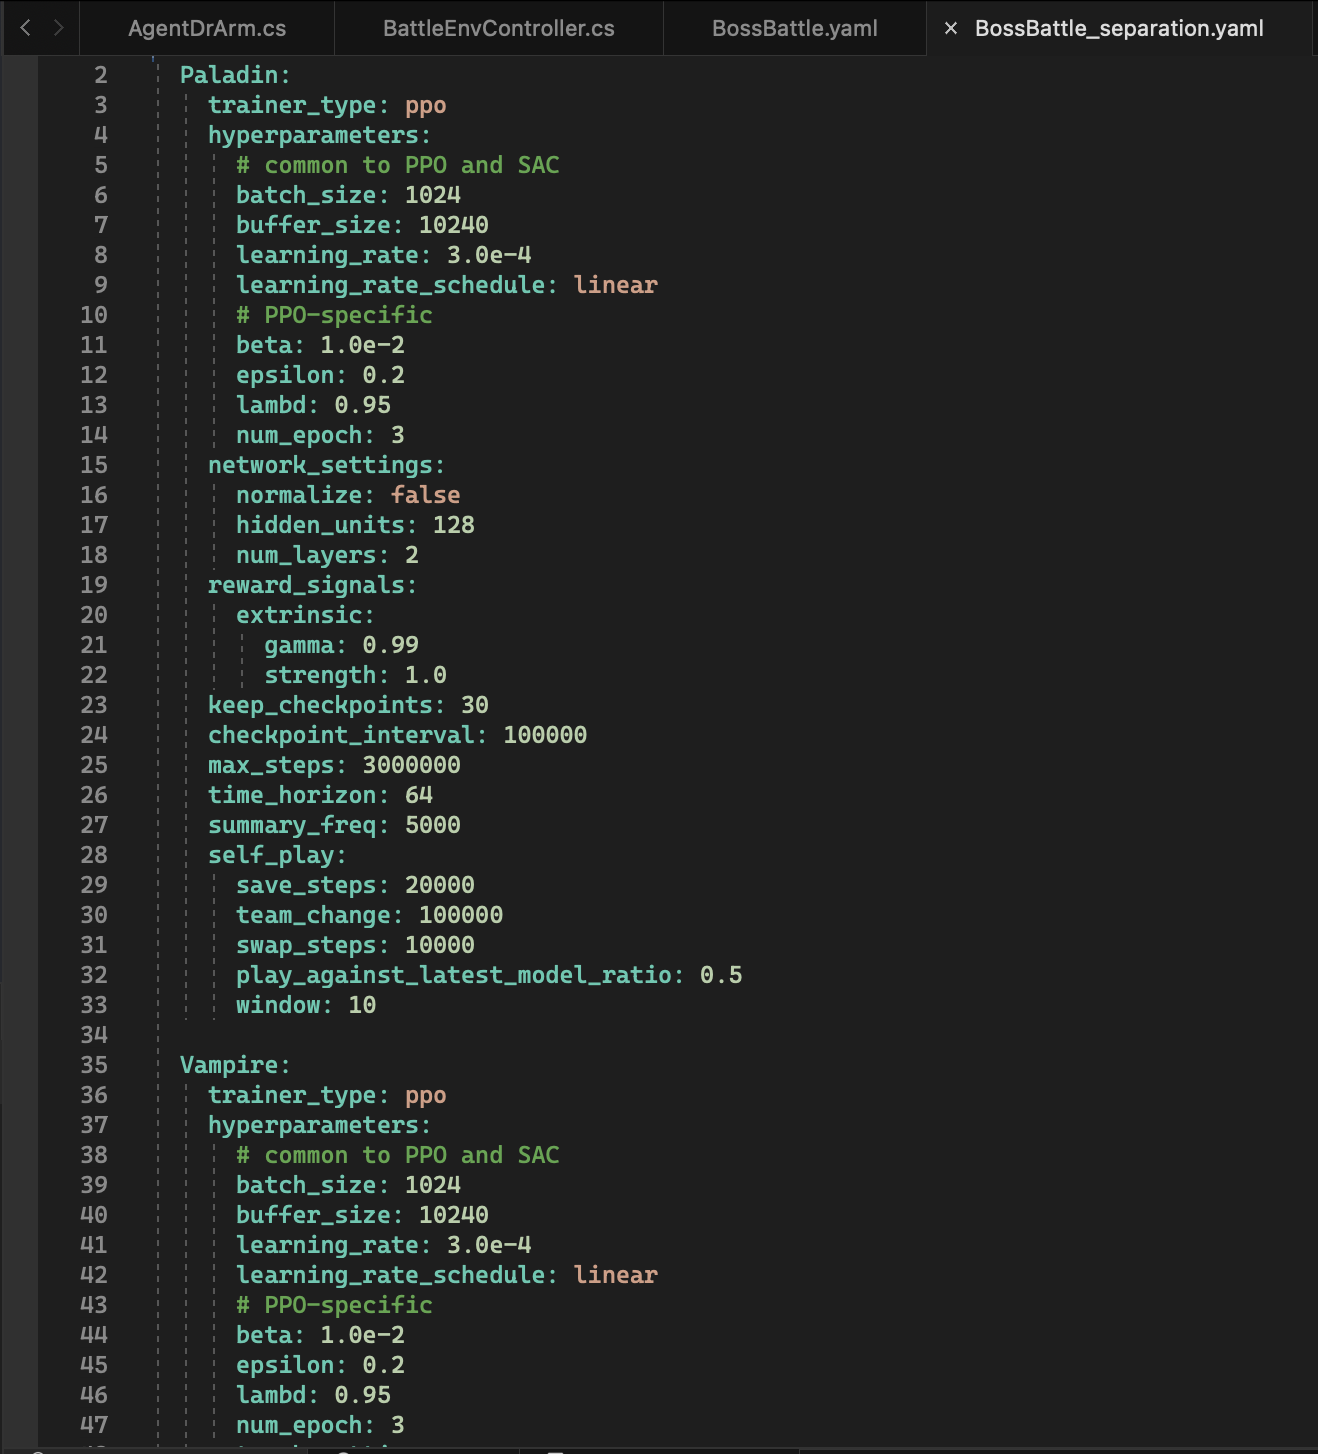 AgentDrArm.cs BattleEnvController.cs BossBattle.yaml × BossBattle_separation.yaml
2 Paladin:
3 trainer_type: ppo
4 hyperparameters:
5 # common to PPO and SAC
6 batch_size: 1024
7 buffer_size: 10240
8 learning_rate: 3.0e-4
9 learning_rate_schedule: linear
10 # PPO-specific
11 beta: 1.0e-2
12 epsilon: 0.2
13 lambd: 0.95
14 num_epoch: 3
15 network_settings:
16 normalize: false
17 hidden_units: 128
18 num_layers: 2
19 reward_signals:
20 extrinsic:
21 gamma: 0.99
22 strength: 1.0
23 keep_checkpoints: 30
24 checkpoint_interval: 100000
25 max_steps: 3000000
26 time_horizon: 64
27 summary_freq: 5000
28 self_play:
29 save_steps: 20000
30 team_change: 100000
31 swap_steps: 10000
32 play_against_latest_model_ratio: 0.5
33 window: 10
34
35 Vampire:
36 trainer_type: ppo
37 hyperparameters:
38 # common to PPO and SAC
39 batch_size: 1024
40 buffer_size: 10240
41 learning_rate: 3.0e-4
42 learning_rate_schedule: linear
43 # PPO-specific
44 beta: 1.0e-2
45 epsilon: 0.2
46 lambd: 0.95
47 num_epoch: 3